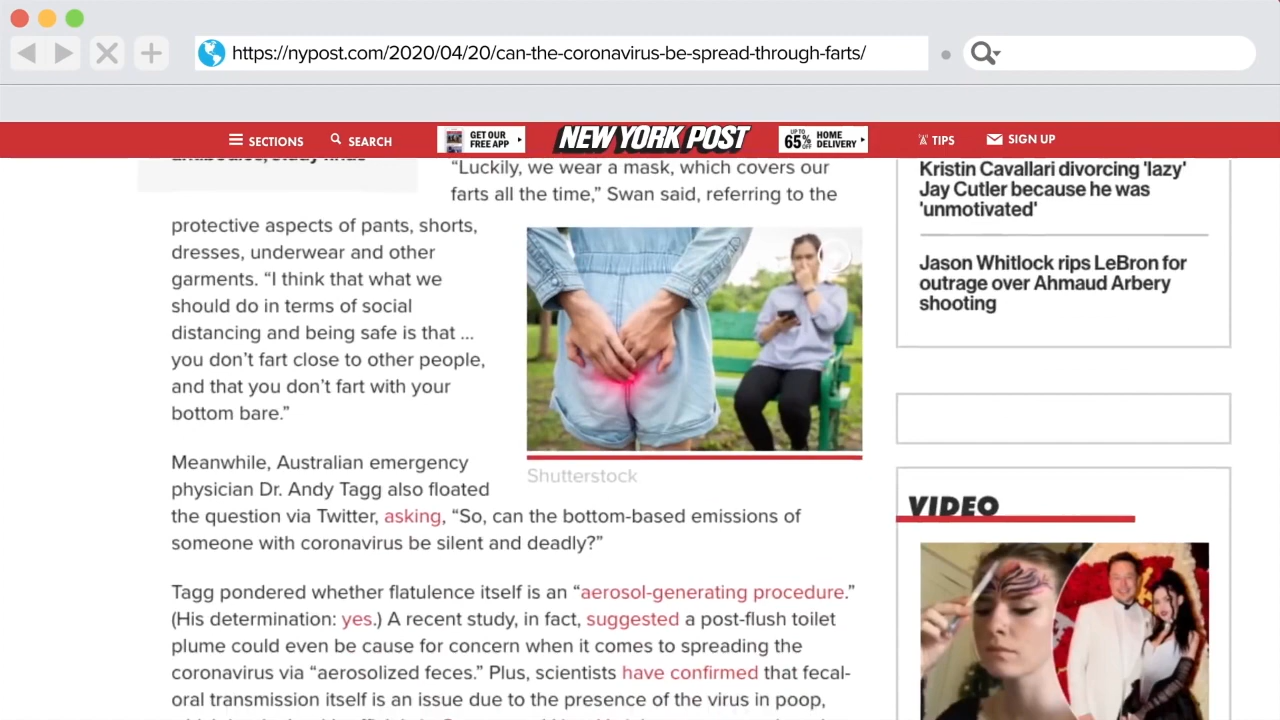 https://nypost.com/2020/04/20/can-the-coronavirus-be-spread-through-farts/
SECTIONS
SEARCH
GET OUR
FREE APP
NEW YORK POST
UP TO
65%
OFF
HOME
DELIVERY
TIPS
SIGN UP
antibodies, study finds
“Luckily, we wear a mask, which covers our
farts all the time,” Swan said, referring to the
protective aspects of pants, shorts,
dresses, underwear and other
garments. “I think that what we
should do in terms of social
distancing and being safe is that ...
you don’t fart close to other people,
and that you don’t fart with your
bottom bare.”
Shutterstock
Meanwhile, Australian emergency
physician Dr. Andy Tagg also floated
the question via Twitter, asking, “So, can the bottom-based emissions of
someone with coronavirus be silent and deadly?”
Tagg pondered whether flatulence itself is an “aerosol-generating procedure.”
(His determination: yes.) A recent study, in fact, suggested a post-flush toilet
plume could even be cause for concern when it comes to spreading the
coronavirus via “aerosolized feces.” Plus, scientists have confirmed that fecal-
oral transmission itself is an issue due to the presence of the virus in poop,
Kristin Cavallari divorcing 'lazy'
Jay Cutler because he was
'unmotivated'
Jason Whitlock rips LeBron for
outrage over Ahmaud Arbery
shooting
VIDEO